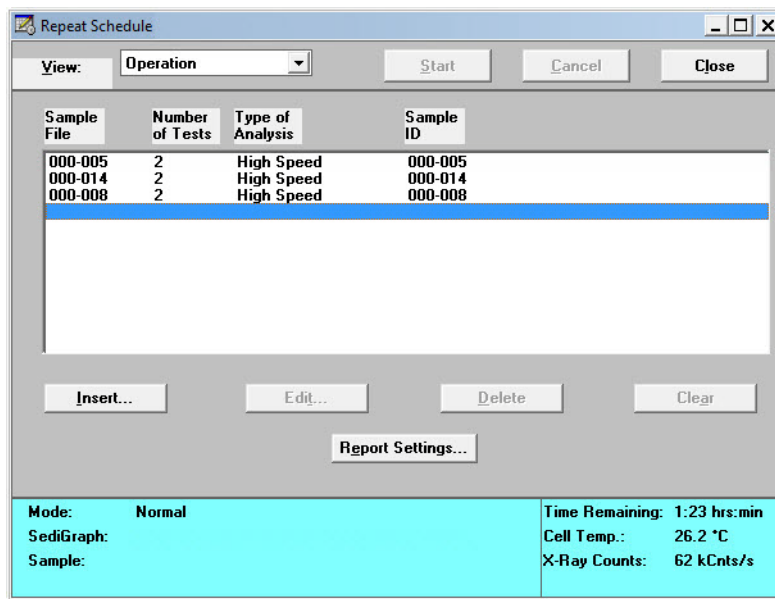 Repeat Schedule
View: Operation Start Cancel Close
Sample File Number of Tests Type of Analysis Sample ID
000-005 2 High Speed 000-005
000-014 2 High Speed 000-014
000-008 2 High Speed 000-008
Insert... Edit... Delete Clear
Report Settings...
Mode: Normal Time Remaining: 1:23 hrs:min
SediGraph: Cell Temp.: 26.2 °C
Sample: X-Ray Counts: 62 kCnts/s